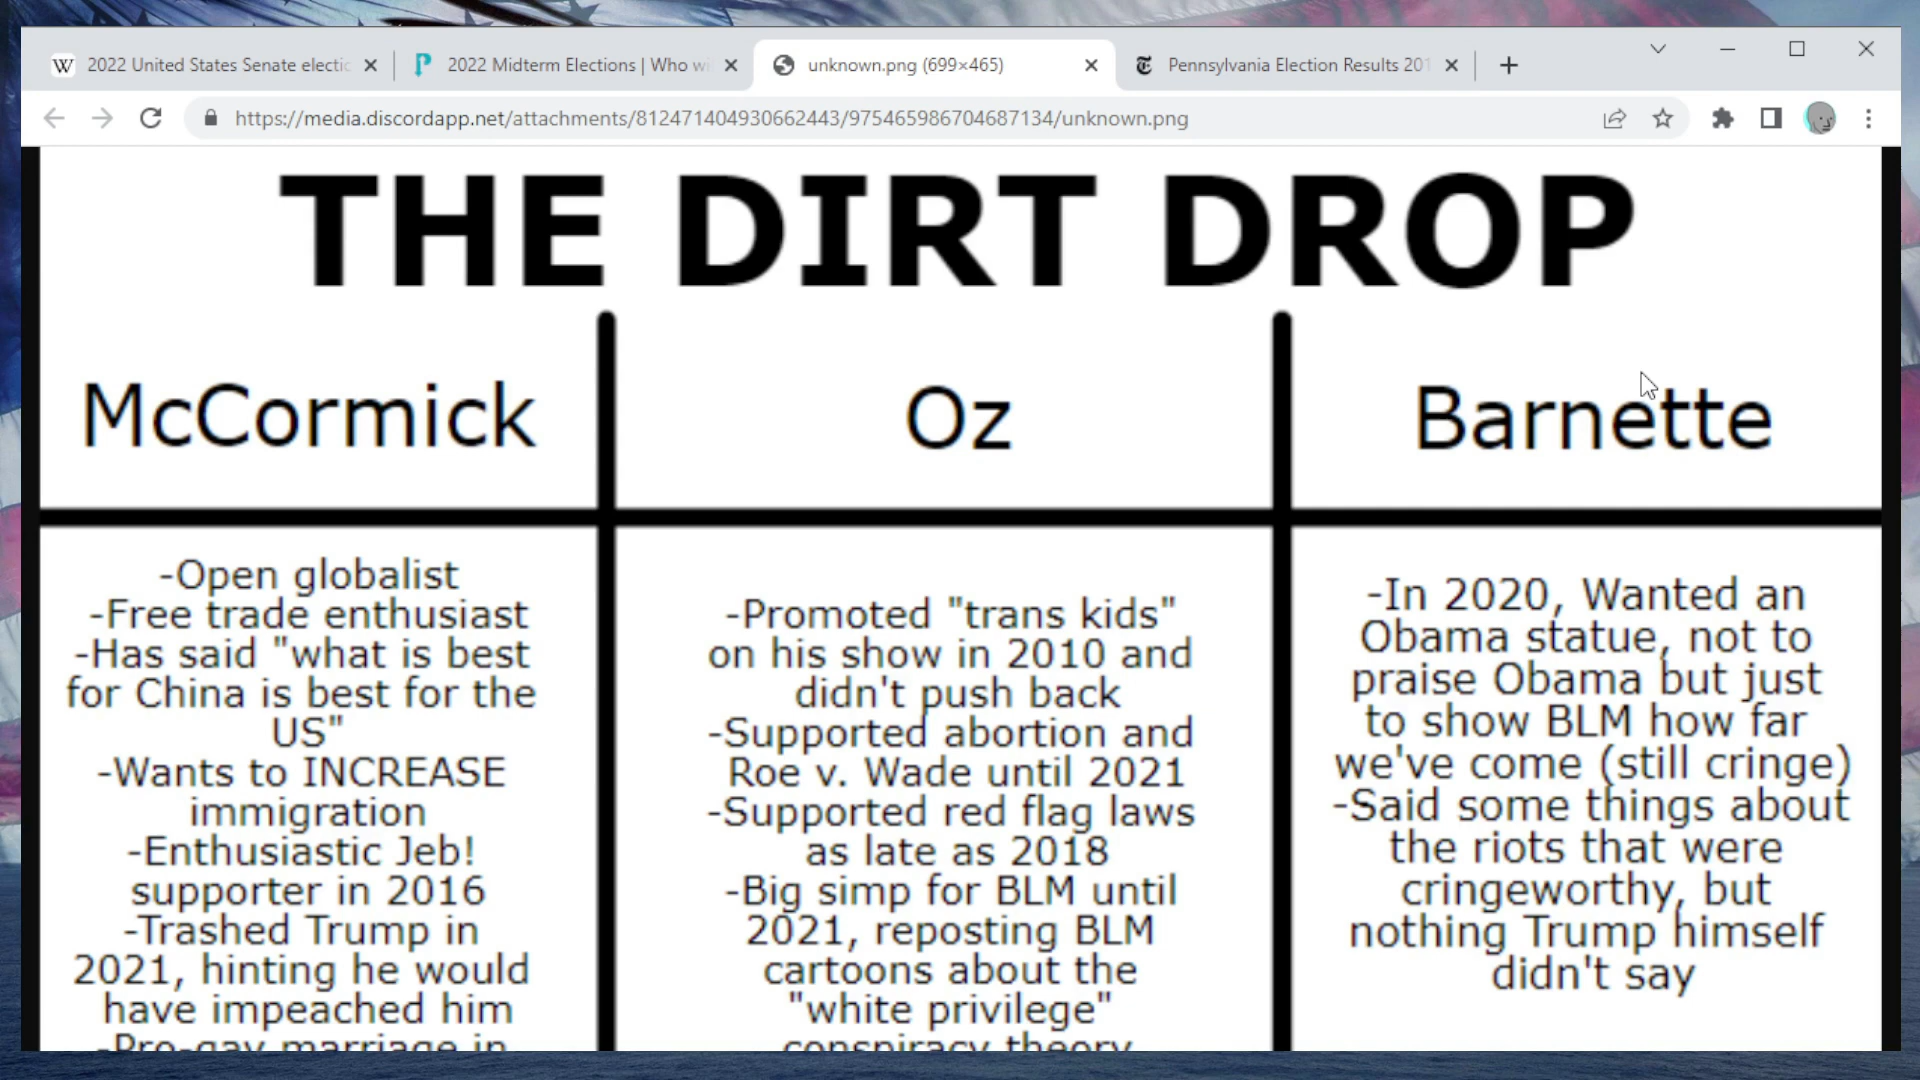 2022 United States Senate electic
2022 Midterm Elections | Who w
unknown.png (699×465)
Pennsylvania Election Results 201
https://media.discordapp.net/attachments/812471404930662443/975465986704687134/unknown.png
THE DIRT DROP
McCormick
Oz
Barnette
-Open globalist
-Free trade enthusiast
-Has said "what is best
for China is best for the
US"
-Wants to INCREASE
immigration
-Enthusiastic Jeb!
supporter in 2016
-Trashed Trump in
2021, hinting he would
have impeached him
-Pro-gay marriage in
-Promoted "trans kids"
on his show in 2010 and
didn't push back
-Supported abortion and
Roe v. Wade until 2021
-Supported red flag laws
as late as 2018
-Big simp for BLM until
2021, reposting BLM
cartoons about the
"white privilege"
conspiracy theory
-In 2020, Wanted an
Obama statue, not to
praise Obama but just
to show BLM how far
we've come (still cringe)
-Said some things about
the riots that were
cringeworthy, but
nothing Trump himself
didn't say